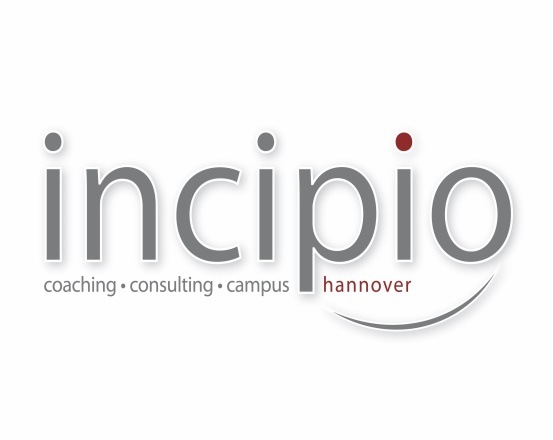 incipio
coaching • consulting • campus hannover